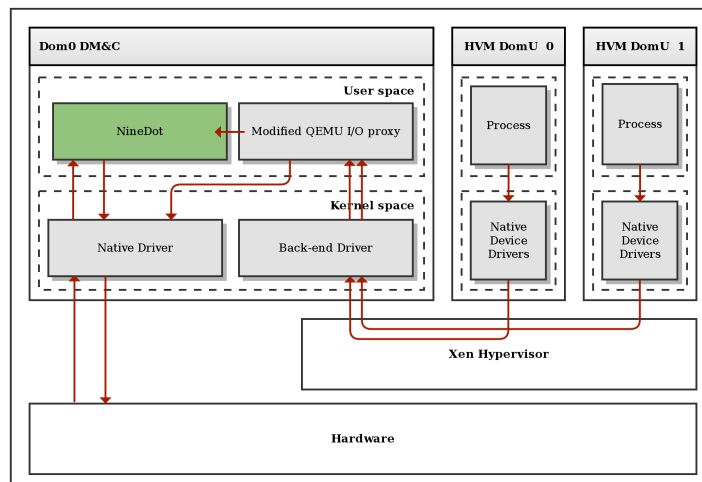 Dom0 DM&C
HVM DomU 0
HVM DomU 1
User space
NineDot
Modified QEMU I/O proxy
Process
Process
Kernel space
Native Driver
Back-end Driver
Native
Device
Drivers
Native
Device
Drivers
Xen Hypervisor
Hardware